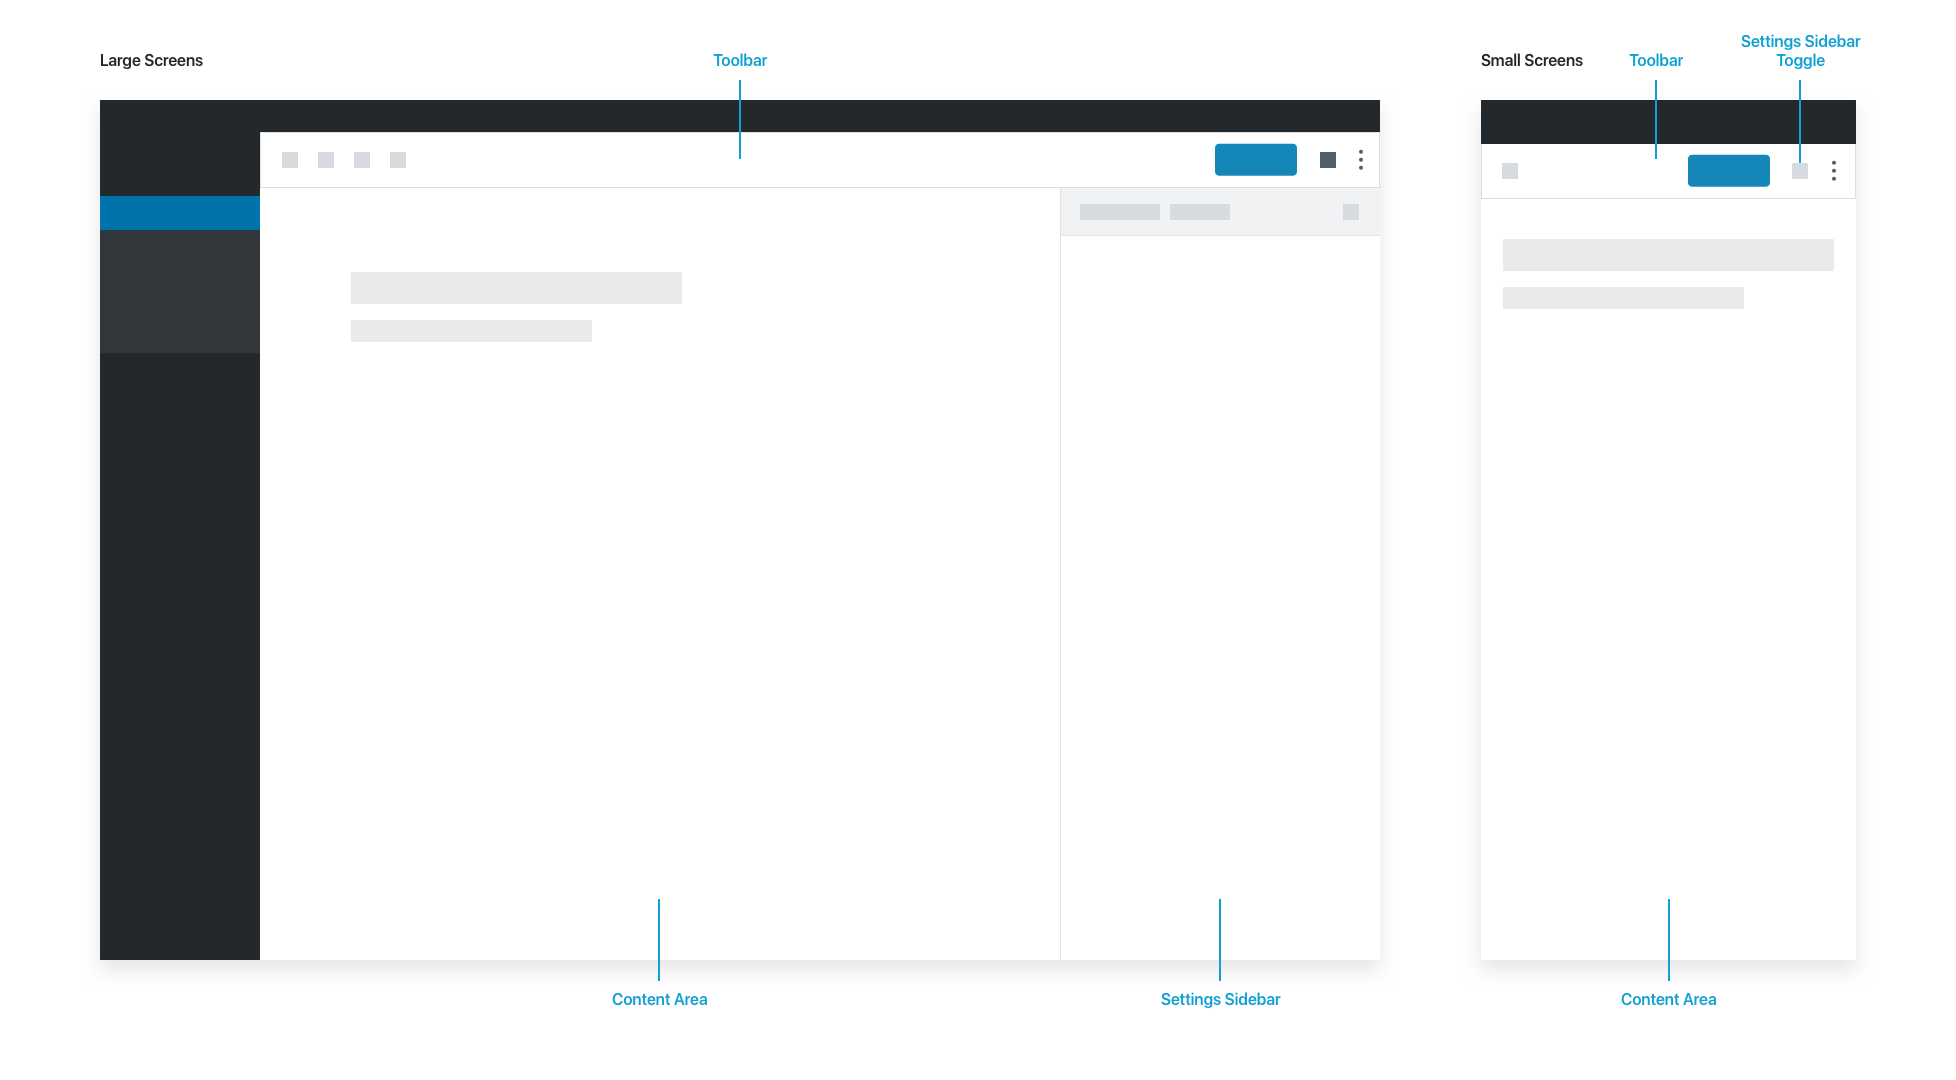 Large Screens
Toolbar
Small Screens
Toolbar
Settings Sidebar
Toggle
Content Area
Settings Sidebar
Content Area